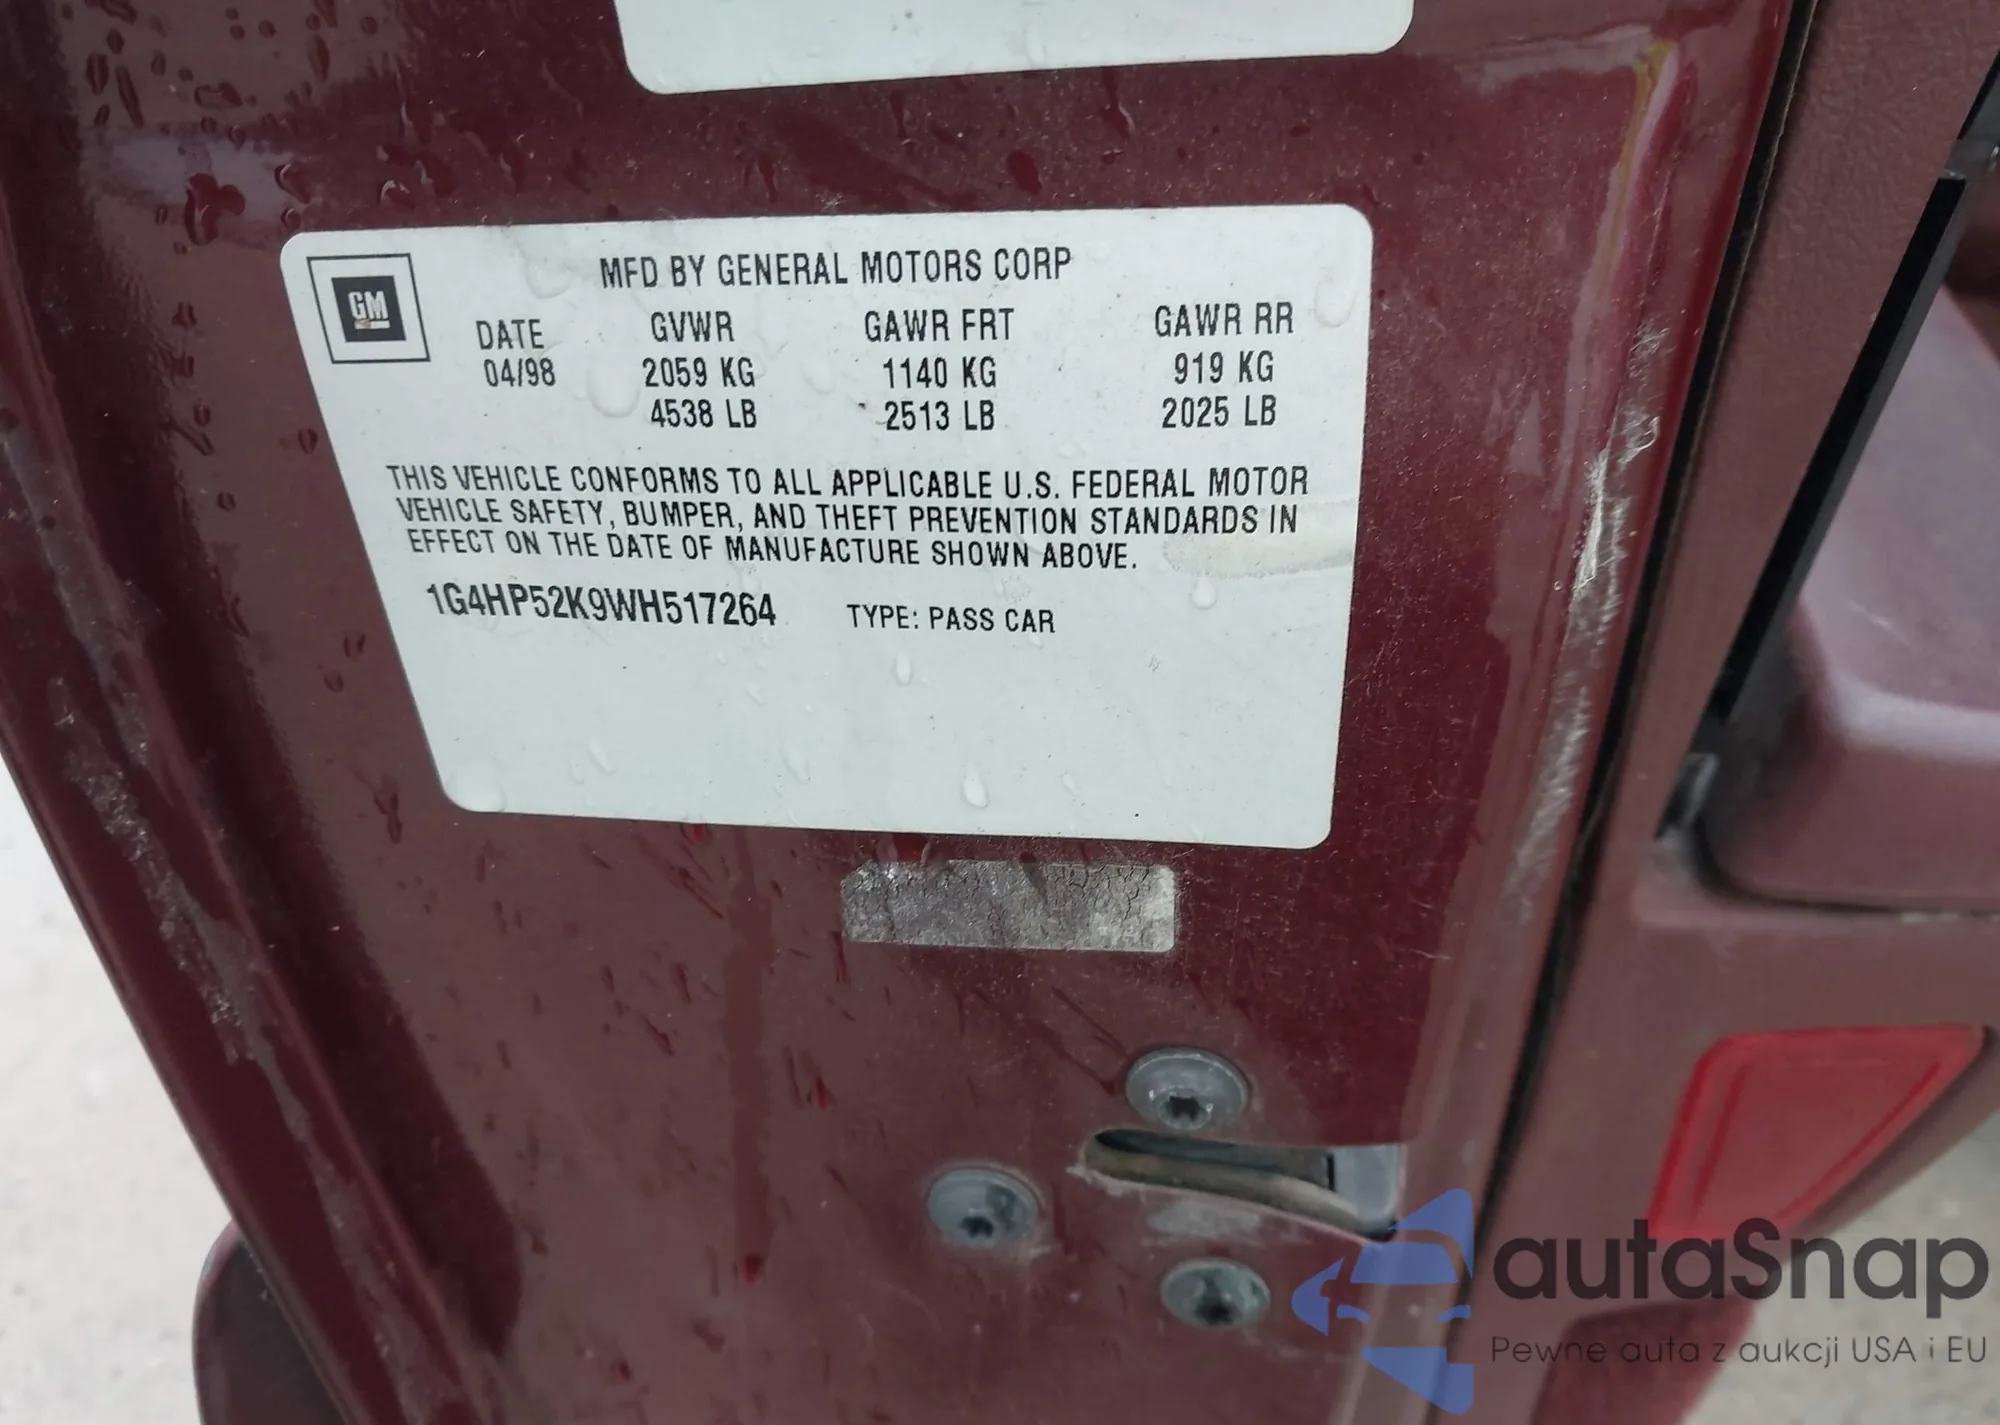 GM
MFD BY GENERAL MOTORS CORP
DATE GVWR GAWR FRT GAWR RR
04/98 2059 KG 1140 KG 919 KG
4538 LB 2513 LB 2025 LB
THIS VEHICLE CONFORMS TO ALL APPLICABLE U.S. FEDERAL MOTOR
VEHICLE SAFETY, BUMPER, AND THEFT PREVENTION STANDARDS IN
EFFECT ON THE DATE OF MANUFACTURE SHOWN ABOVE.
1G4HP52K9WH517264 TYPE: PASS CAR
autaSnap
Pewne auta z aukcji USA i EU